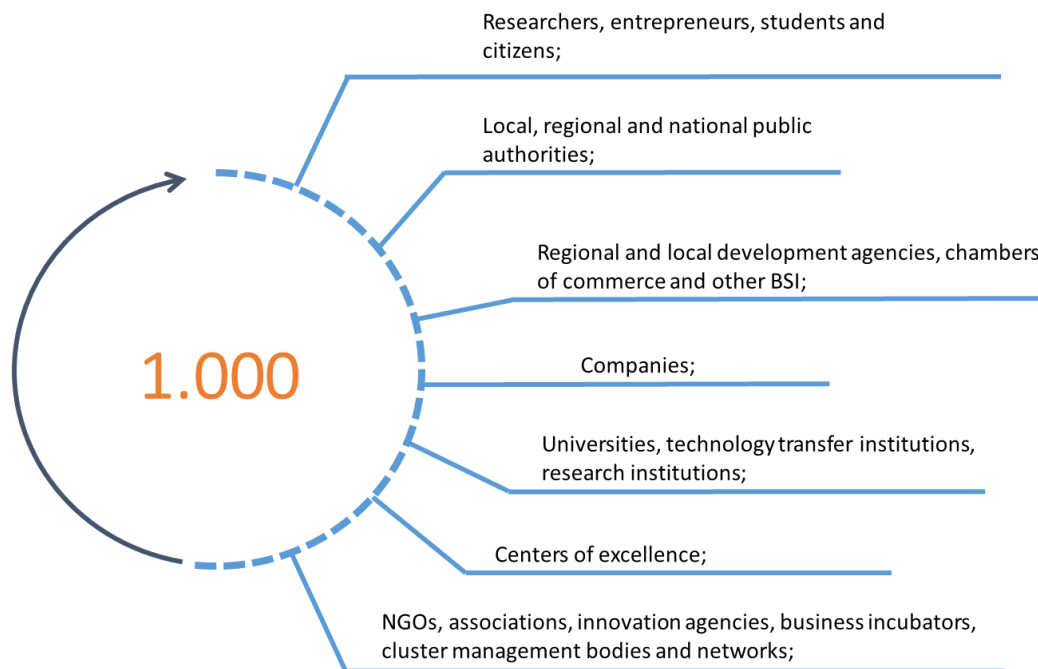 Researchers, entrepreneurs, students and
citizens;
Local, regional and national public
authorities;
Regional and local development agencies, chambers
of commerce and other BSI;
1.000
Companies;
Universities, technology transfer institutions,
research institutions;
Centers of excellence;
NGOs, associations, innovation agencies, business incubators,
cluster management bodies and networks;